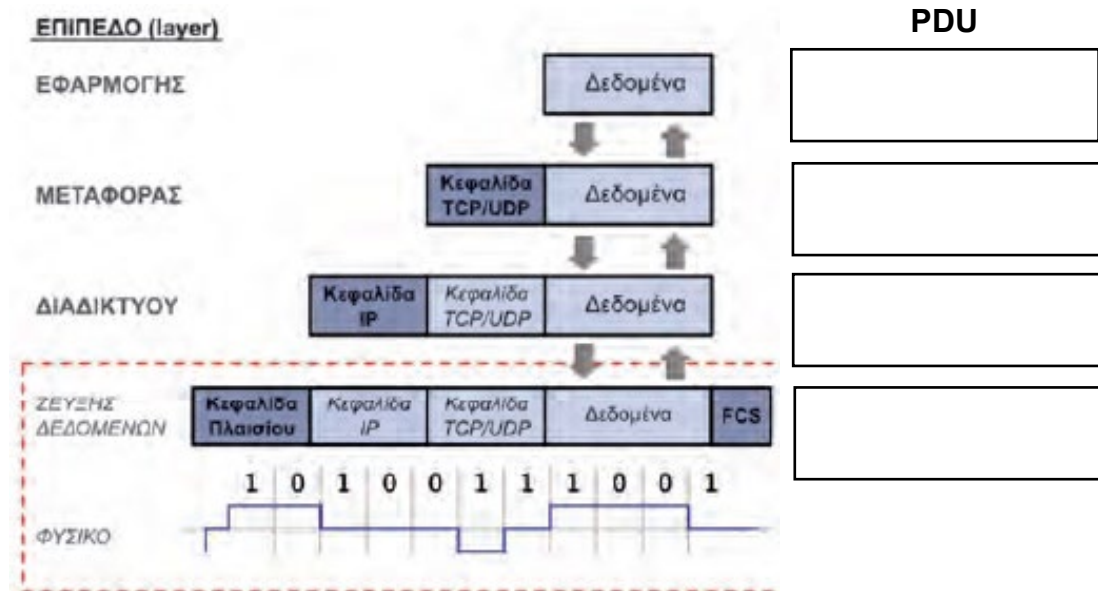 ΕΠΙΠΕΔΟ (layer)
PDU
ΕΦΑΡΜΟΓΗΣ
Δεδομένα
ΜΕΤΑΦΟΡΑΣ
Κεφαλίδα
TCP/UDP
Δεδομένα
ΔΙΑΔΙΚΤΥΟΥ
Κεφαλίδα
IP
Κεφαλίδα
TCP/UDP
Δεδομένα
ΖΕΥΞΗΣ
ΔΕΔΟΜΕΝΩΝ
Κεφαλίδα
Πλαισίου
Κεφαλίδα
IP
Κεφαλίδα
TCP/UDP
Δεδομένα
FCS
1 0 1 0 0 1 1 1 0 0 1
ΦΥΣΙΚΟ